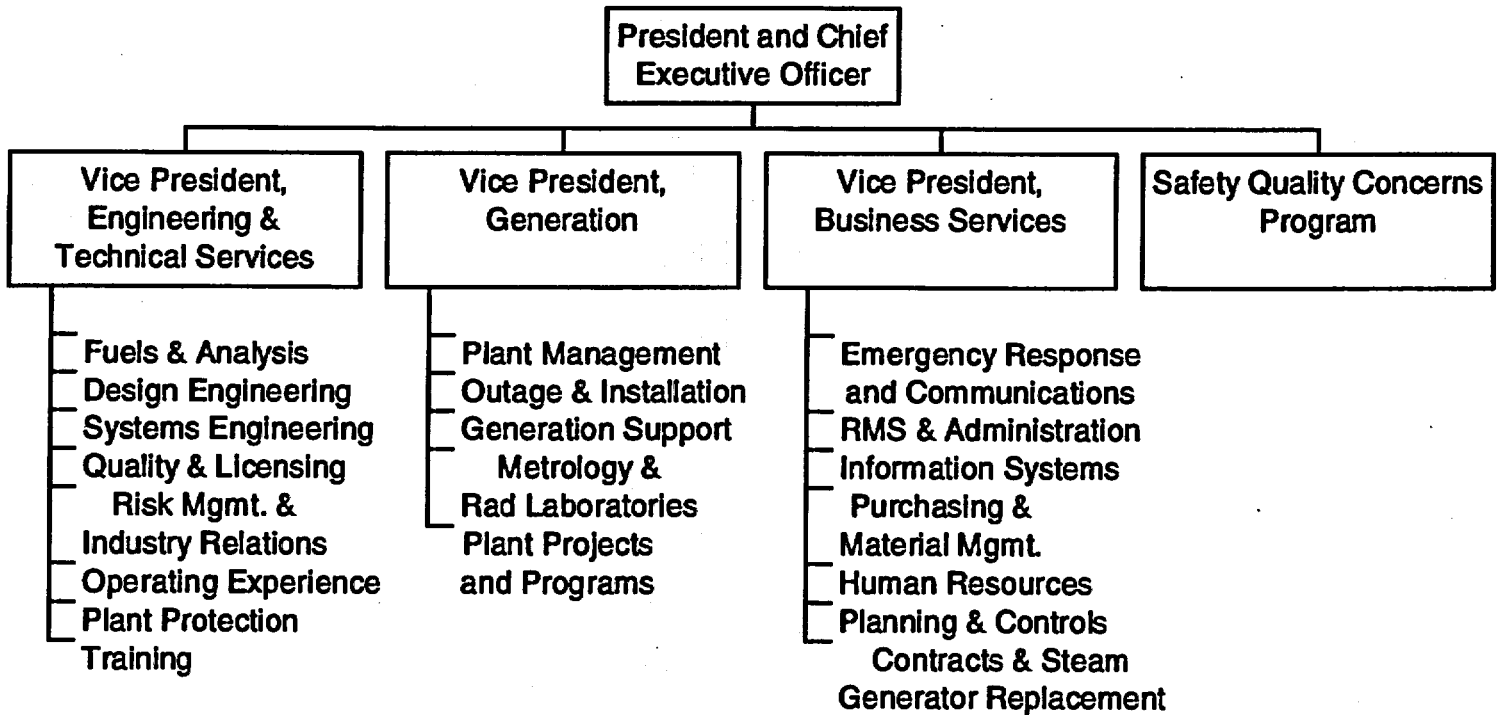 President and Chief
Executive Officer
Vice President,
Engineering &
Technical Services
Vice President,
Generation
Vice President,
Business Services
Safety Quality Concerns
Program
Fuels & Analysis
Design Engineering
Systems Engineering
Quality & Licensing
Risk Mgmt. &
Industry Relations
Operating Experience
Plant Protection
Training
Plant Management
Outage & Installation
Generation Support
Metrology &
Rad Laboratories
Plant Projects
and Programs
Emergency Response
and Communications
RMS & Administration
Information Systems
Purchasing &
Material Mgmt.
Human Resources
Planning & Controls
Contracts & Steam
Generator Replacement